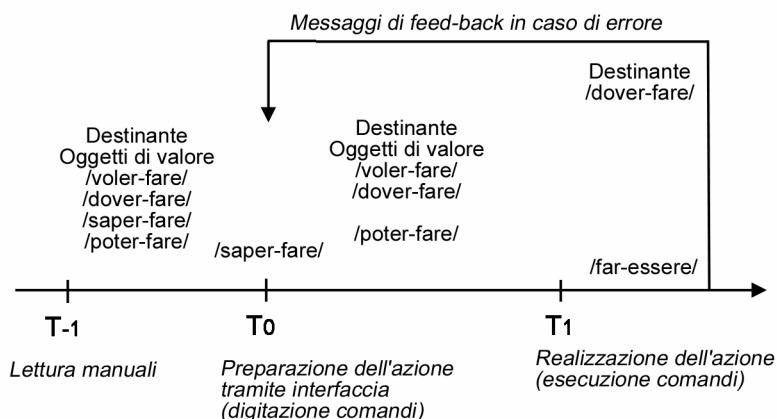 Messaggi di feed-back in caso di errore
Destinante
/dover-fare/
Destinante
Oggetti di valore
/voler-fare/
/dover-fare/
/saper-fare/
/poter-fare/
Destinante
Oggetti di valore
/voler-fare/
/dover-fare/
/poter-fare/
/saper-fare/
/far-essere/
T-1
T0
T1
Lettura manuali
Preparazione dell'azione
tramite interfaccia
(digitazione comandi)
Realizzazione dell'azione
(esecuzione comandi)